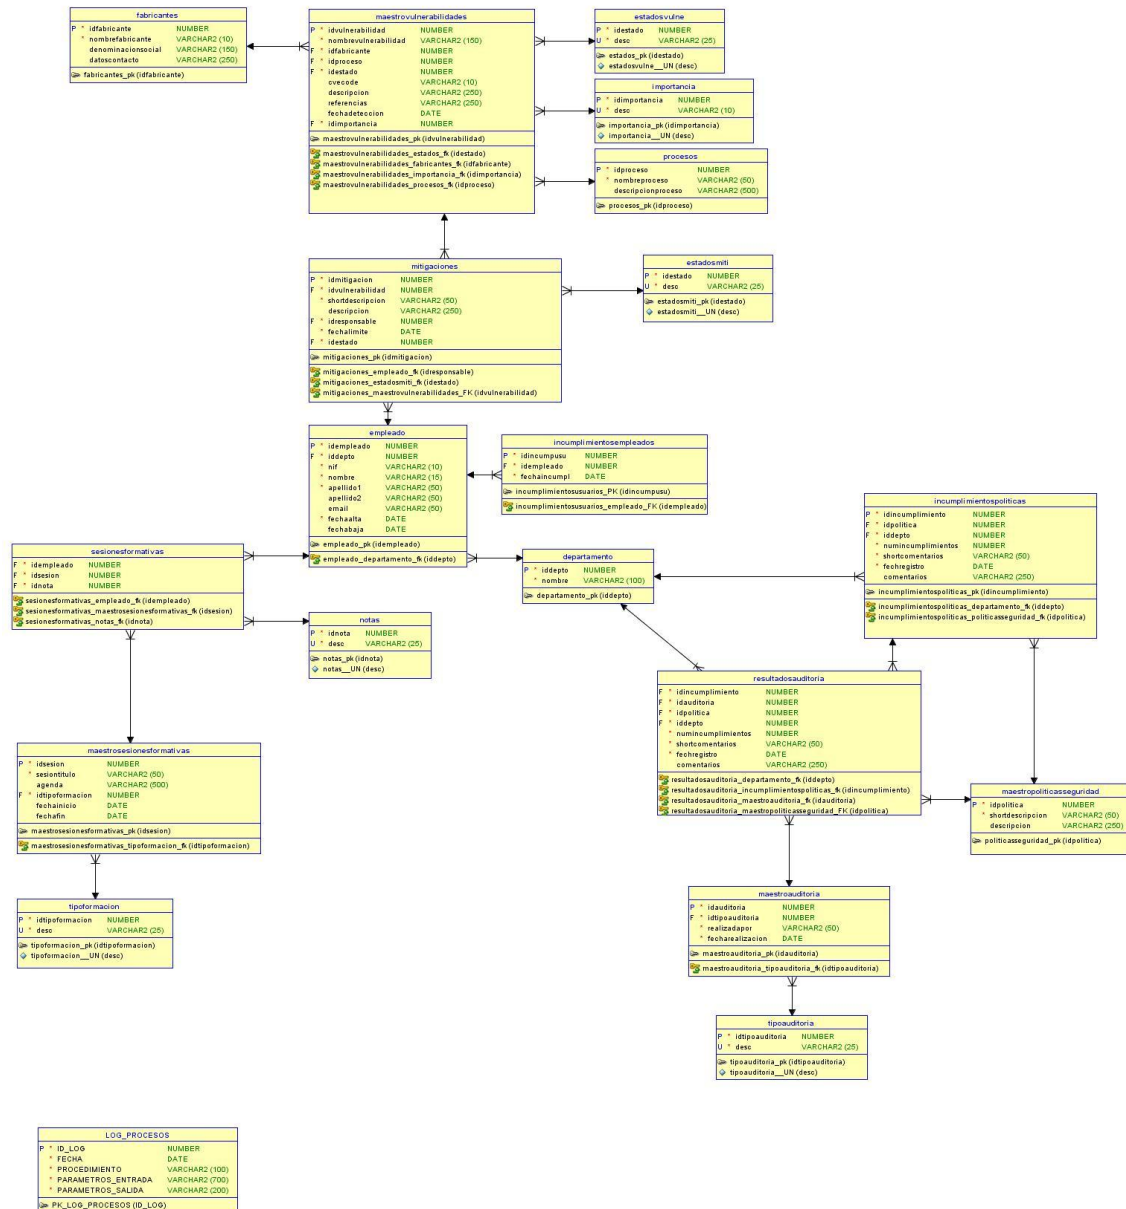 fabricantes
P * idfabricante NUMBER
* nombrefabricante VARCHAR2 (10)
denominacionsocial VARCHAR2 (150)
datoscontacto VARCHAR2 (250)
fabricantes_pk (idfabricante)
maestrovulnerabilidades
P * idvulnerabilidad NUMBER
* nombrevulnerabilidad VARCHAR2 (150)
F * idfabricante NUMBER
F * idproceso NUMBER
F * idestado NUMBER
cvecode VARCHAR2 (10)
descripcion VARCHAR2 (250)
referencias VARCHAR2 (250)
fechadeteccion DATE
F * idimportancia NUMBER
maestrovulnerabilidades_pk (idvulnerabilidad)
maestrovulnerabilidades_estados_fk (idestado)
maestrovulnerabilidades_fabricantes_fk (idfabricante)
maestrovulnerabilidades_importancia_fk (idimportancia)
maestrovulnerabilidades_procesos_fk (idproceso)
estadosvulne
P * idestado NUMBER
U * desc VARCHAR2 (25)
estados_pk (idestado)
estadosvulne__UN (desc)
importancia
P * idimportancia NUMBER
U * desc VARCHAR2 (10)
importancia_pk (idimportancia)
importancia__UN (desc)
procesos
P * idproceso NUMBER
* nombreproceso VARCHAR2 (50)
descripcionproceso VARCHAR2 (500)
procesos_pk (idproceso)
mitigaciones
P * idmitigacion NUMBER
F * idvulnerabilidad NUMBER
* shortdescripcion VARCHAR2 (50)
descripcion VARCHAR2 (250)
F * idresponsable NUMBER
* fechalimite DATE
F * idestado NUMBER
mitigaciones_pk (idmitigacion)
mitigaciones_empleado_fk (idresponsable)
mitigaciones_estadosmiti_fk (idestado)
mitigaciones_maestrovulnerabilidades_FK (idvulnerabilidad)
estadosmiti
P * idestado NUMBER
U * desc VARCHAR2 (25)
estadosmiti_pk (idestado)
estadosmiti__UN (desc)
empleado
P * idempleado NUMBER
F * iddepto NUMBER
* nif VARCHAR2 (10)
* nombre VARCHAR2 (15)
* apellido1 VARCHAR2 (50)
apellido2 VARCHAR2 (50)
email VARCHAR2 (50)
* fechaalta DATE
fechabaja DATE
empleado_pk (idempleado)
empleado_departamento_fk (iddepto)
incumplimientosempleados
P * idincumpusu NUMBER
F * idempleado NUMBER
* fechaincumpl DATE
incumplimientosusuarios_PK (idincumpusu)
incumplimientosusuarios_empleado_FK (idempleado)
incumplimientospoliticas
P * idincumplimiento NUMBER
F * idpolitica NUMBER
F * iddepto NUMBER
* numincumplimientos NUMBER
* shortcomentarios VARCHAR2 (50)
* fechregistro DATE
comentarios VARCHAR2 (250)
incumplimientospoliticas_pk (idincumplimiento)
incumplimientospoliticas_departamento_fk (iddepto)
incumplimientospoliticas_politicasseguridad_fk (idpolitica)
sesionesformativas
F * idempleado NUMBER
F * idsesion NUMBER
F * idnota NUMBER
sesionesformativas_empleado_fk (idempleado)
sesionesformativas_maestrosesionesformativas_fk (idsesion)
sesionesformativas_notas_fk (idnota)
departamento
P * iddepto NUMBER
* nombre VARCHAR2 (100)
departamento_pk (iddepto)
notas
P * idnota NUMBER
U * desc VARCHAR2 (25)
notas_pk (idnota)
notas__UN (desc)
resultadosauditoria
F * idincumplimiento NUMBER
F * idauditoria NUMBER
F * idpolitica NUMBER
F * iddepto NUMBER
* numincumplimientos NUMBER
* shortcomentarios VARCHAR2 (50)
* fechregistro DATE
comentarios VARCHAR2 (250)
resultadosauditoria_departamento_fk (iddepto)
resultadosauditoria_incumplimientospoliticas_fk (idincumplimiento)
resultadosauditoria_maestroauditoria_fk (idauditoria)
resultadosauditoria_maestropoliticasseguridad_FK (idpolitica)
maestrosesionesformativas
P * idsesion NUMBER
* sesiontitulo VARCHAR2 (50)
agenda VARCHAR2 (500)
F * idtipoformacion NUMBER
fechainicio DATE
fechafin DATE
maestrosesionesformativas_pk (idsesion)
maestrosesionesformativas_tipoformacion_fk (idtipoformacion)
maestropoliticasseguridad
P * idpolitica NUMBER
* shortdescripcion VARCHAR2 (50)
descripcion VARCHAR2 (250)
politicasseguridad_pk (idpolitica)
maestroauditoria
P * idauditoria NUMBER
F * idtipoauditoria NUMBER
* realizadapor VARCHAR2 (50)
* fecharealizacion DATE
maestroauditoria_pk (idauditoria)
maestroauditoria_tipoauditoria_fk (idtipoauditoria)
tipoformacion
P * idtipoformacion NUMBER
U * desc VARCHAR2 (25)
tipoformacion_pk (idtipoformacion)
tipoformacion__UN (desc)
tipoauditoria
P * idtipoauditoria NUMBER
U * desc VARCHAR2 (25)
tipoauditoria_pk (idtipoauditoria)
tipoauditoria__UN (desc)
LOG_PROCESOS
P * ID_LOG NUMBER
* FECHA DATE
* PROCEDIMIENTO VARCHAR2 (100)
* PARAMETROS_ENTRADA VARCHAR2 (700)
* PARAMETROS_SALIDA VARCHAR2 (200)
PK_LOG_PROCESOS (ID_LOG)